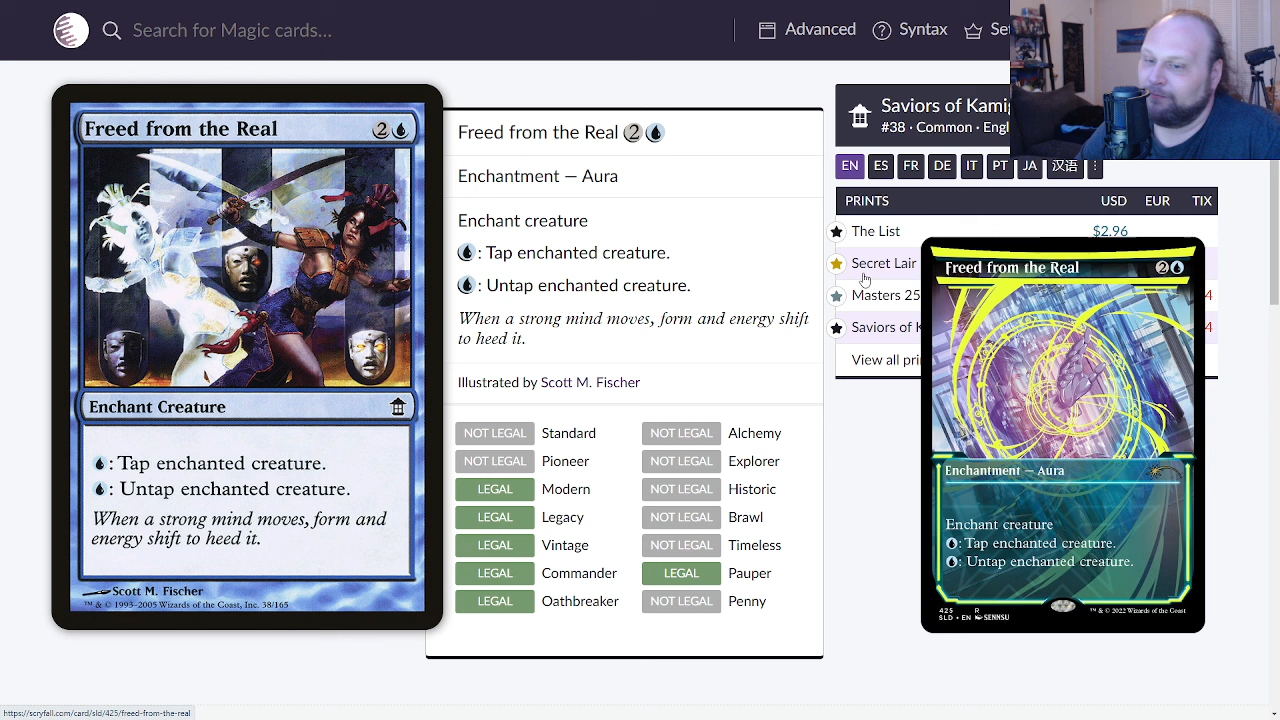 Search for Magic cards…
Advanced
Syntax
Freed from the Real 2
Enchant Creature
: Tap enchanted creature.
: Untap enchanted creature.
When a strong mind moves, form and
energy shift to heed it.
Scott M. Fischer
™ & © 1993-2005 Wizards of the Coast, Inc. 38/165
Freed from the Real 2
Enchantment — Aura
Enchant creature
: Tap enchanted creature.
: Untap enchanted creature.
When a strong mind moves, form and energy shift
to heed it.
Illustrated by Scott M. Fischer
NOT LEGAL Standard NOT LEGAL Alchemy
NOT LEGAL Pioneer NOT LEGAL Explorer
LEGAL Modern NOT LEGAL Historic
LEGAL Legacy NOT LEGAL Brawl
LEGAL Vintage NOT LEGAL Timeless
LEGAL Commander LEGAL Pauper
LEGAL Oathbreaker NOT LEGAL Penny
Saviors of Kami
#38 · Common · Engl
EN ES FR DE IT PT JA 汉语
PRINTS USD EUR TIX
The List $2.96
Secret Lair
Masters 25 4
Saviors of K 4
View all pri
Freed from the Real 2
Enchantment — Aura
Enchant creature
: Tap enchanted creature.
: Untap enchanted creature.
425 R
SLD • EN SENNSU
™ & © 2022 Wizards of the Coast
https://scryfall.com/card/sld/425/freed-from-the-real